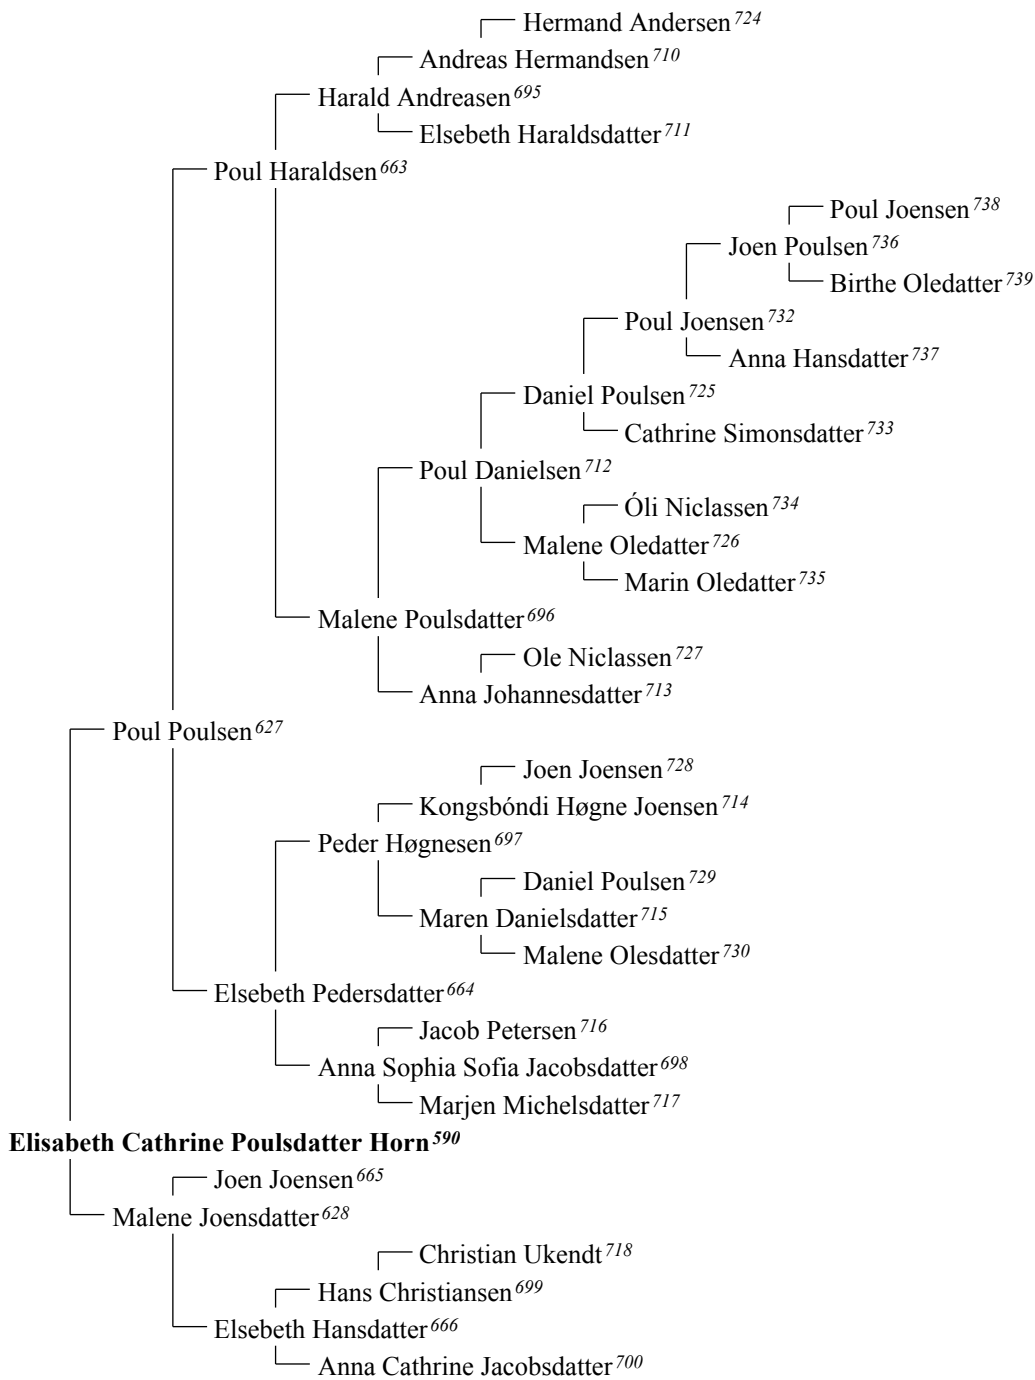 Hermand Andersen 724
Andreas Hermandsen 710
Harald Andreasen 695
Elsebeth Haraldsdatter 711
Poul Haraldsen 663
Poul Joensen 738
Joen Poulsen 736
Birthe Oledatter 739
Poul Joensen 732
Anna Hansdatter 737
Daniel Poulsen 725
Cathrine Simonsdatter 733
Poul Danielsen 712
Óli Niclassen 734
Malene Oledatter 726
Marin Oledatter 735
Malene Poulsdatter 696
Ole Niclassen 727
Anna Johannesdatter 713
Poul Poulsen 627
Joen Joensen 728
Kongsbóndi Høgne Joensen 714
Peder Høgnesen 697
Daniel Poulsen 729
Maren Danielsdatter 715
Malene Olesdatter 730
Elsebeth Pedersdatter 664
Jacob Petersen 716
Anna Sophia Sofia Jacobsdatter 698
Marjen Michelsdatter 717
Elisabeth Cathrine Poulsdatter Horn 590
Joen Joensen 665
Malene Joensdatter 628
Christian Ukendt 718
Hans Christiansen 699
Elsebeth Hansdatter 666
Anna Cathrine Jacobsdatter 700